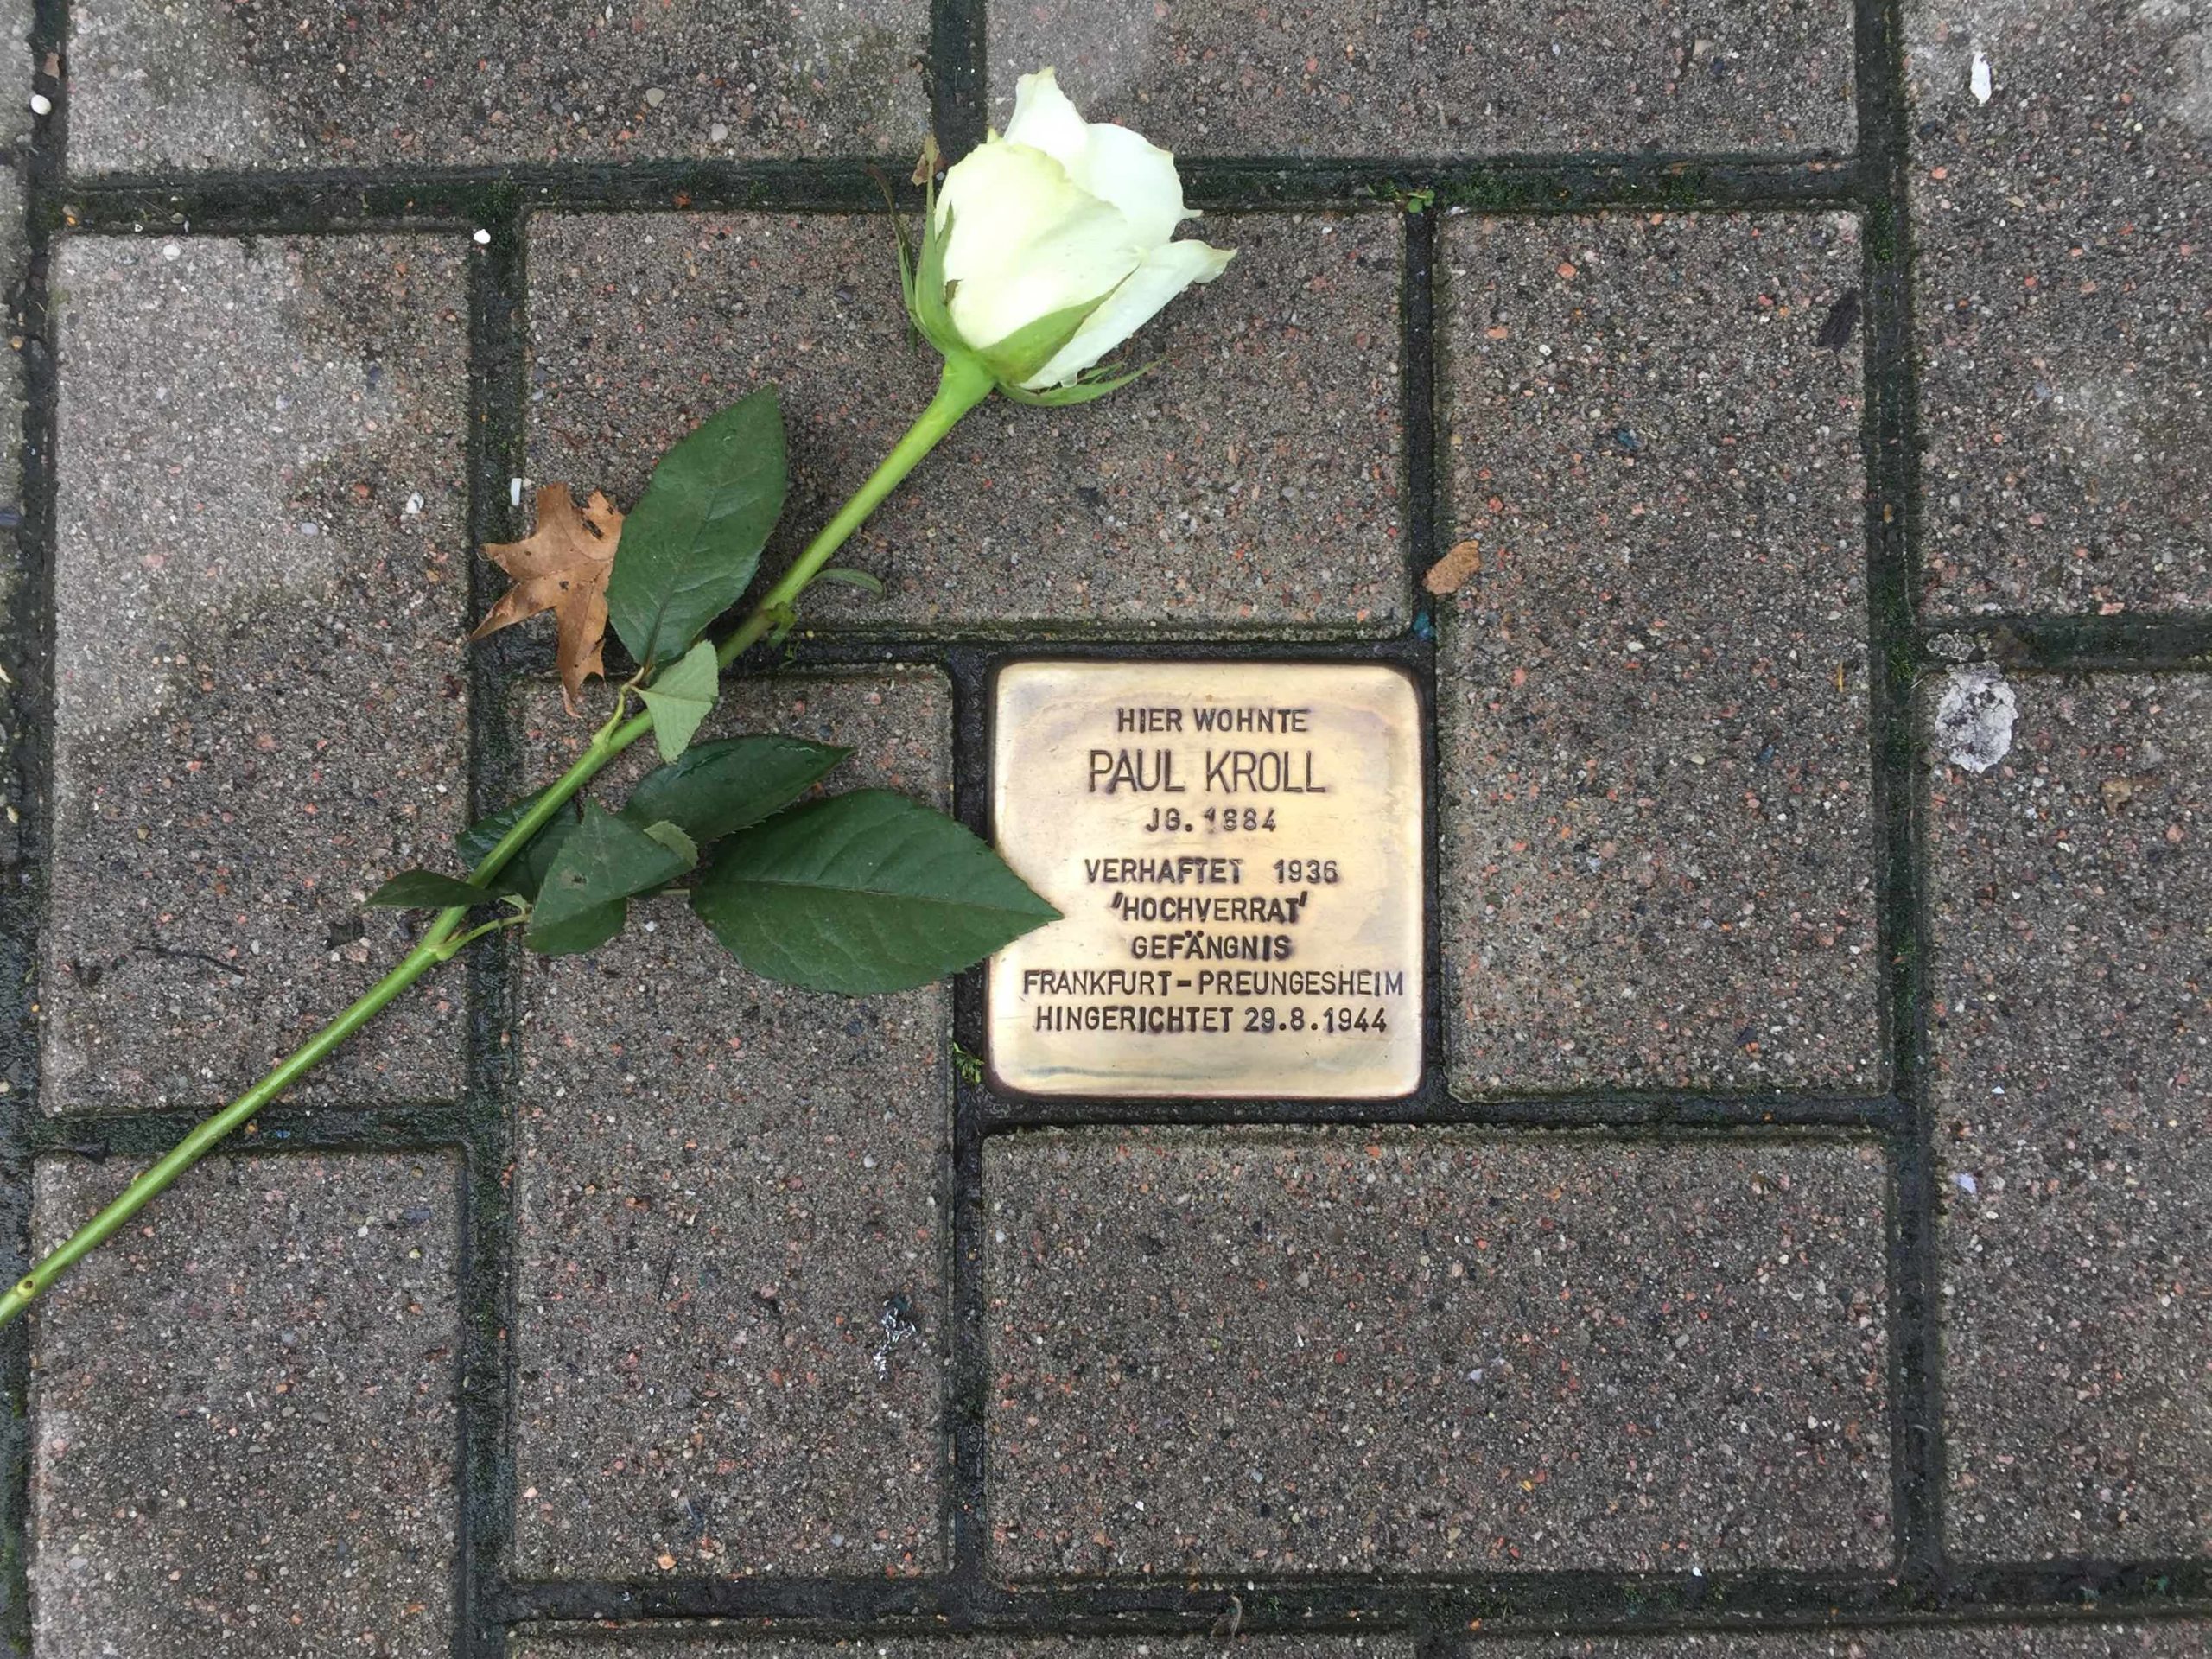 HIER WOHNTE
PAUL KROLL
JG. 1884
VERHAFTET 1936
'HOCHVERRAT'
GEFÄNGNIS
FRANKFURT-PREUNGESHEIM
HINGERICHTET 29.8.1944